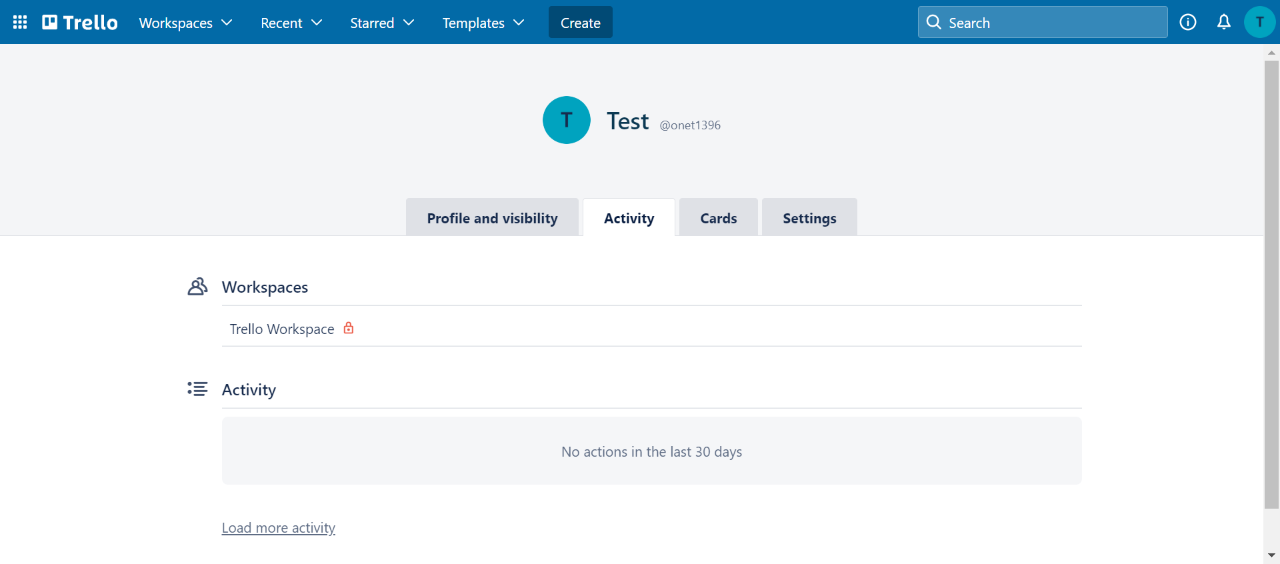 Trello Workspaces Recent Starred Templates Create Search T
T Test @onet1396
Profile and visibility Activity Cards Settings
Workspaces
Trello Workspace
Activity
No actions in the last 30 days
Load more activity